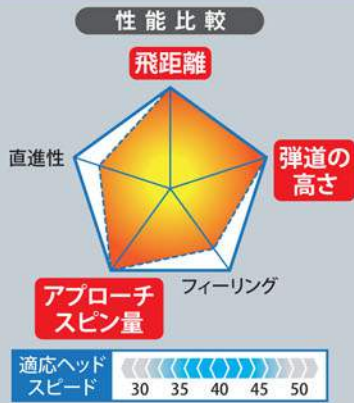 性能比較
飛距離
直進性
弾道の
高さ
アプローチ
スピン量
フィーリング
適応ヘッド
スピード
30 35 40 45 50